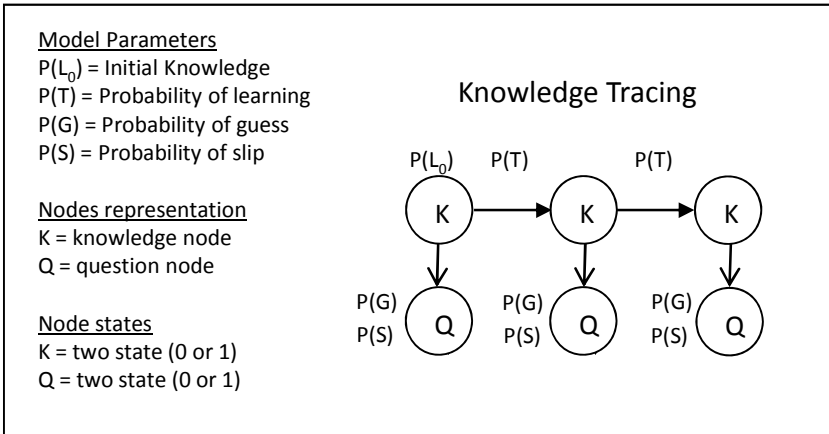 Model Parameters
P(L₀) = Initial Knowledge
P(T) = Probability of learning
P(G) = Probability of guess
P(S) = Probability of slip
Nodes representation
K = knowledge node
Q = question node
Node states
K = two state (0 or 1)
Q = two state (0 or 1)
Knowledge Tracing
P(L₀) P(T) P(T)
K K K
P(G) P(G) P(G)
P(S) Q P(S) Q P(S) Q